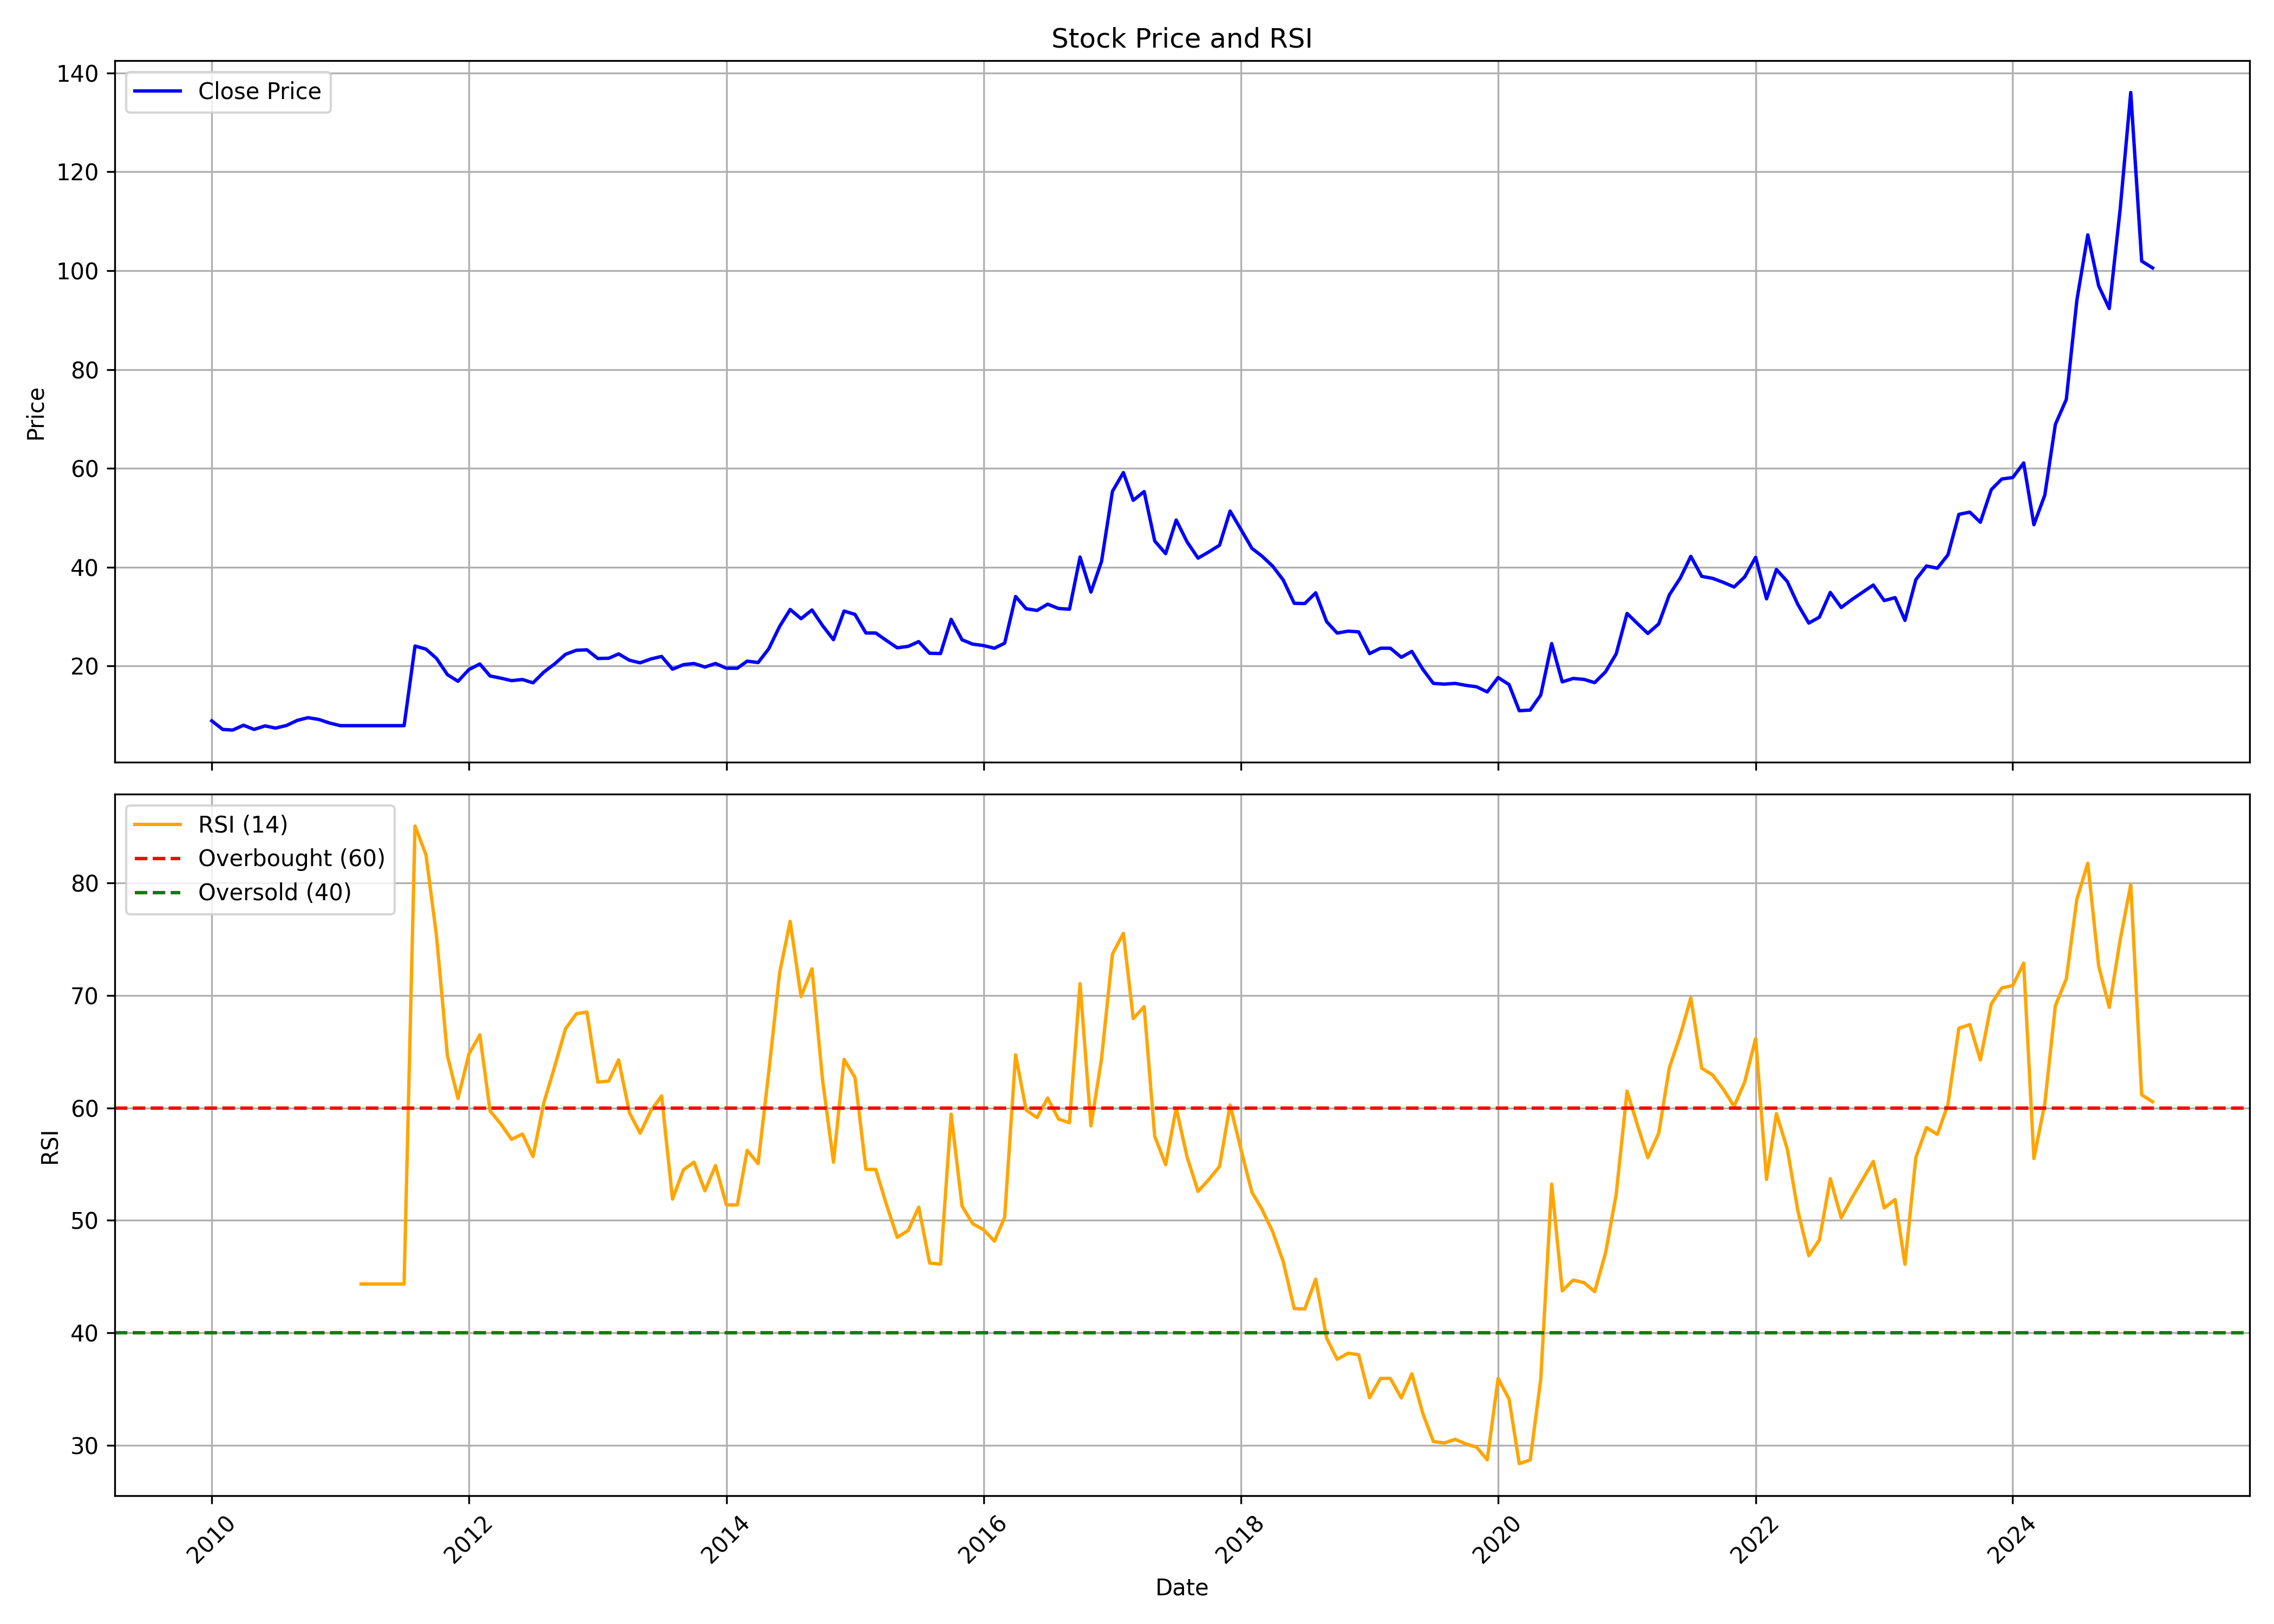 Stock Price and RSI
Close Price
140
120
100
80
60
40
20
Price
RSI (14)
Overbought (60)
Oversold (40)
80
70
60
50
40
30
RSI
2010
2012
2014
2016
2018
2020
2022
2024
Date